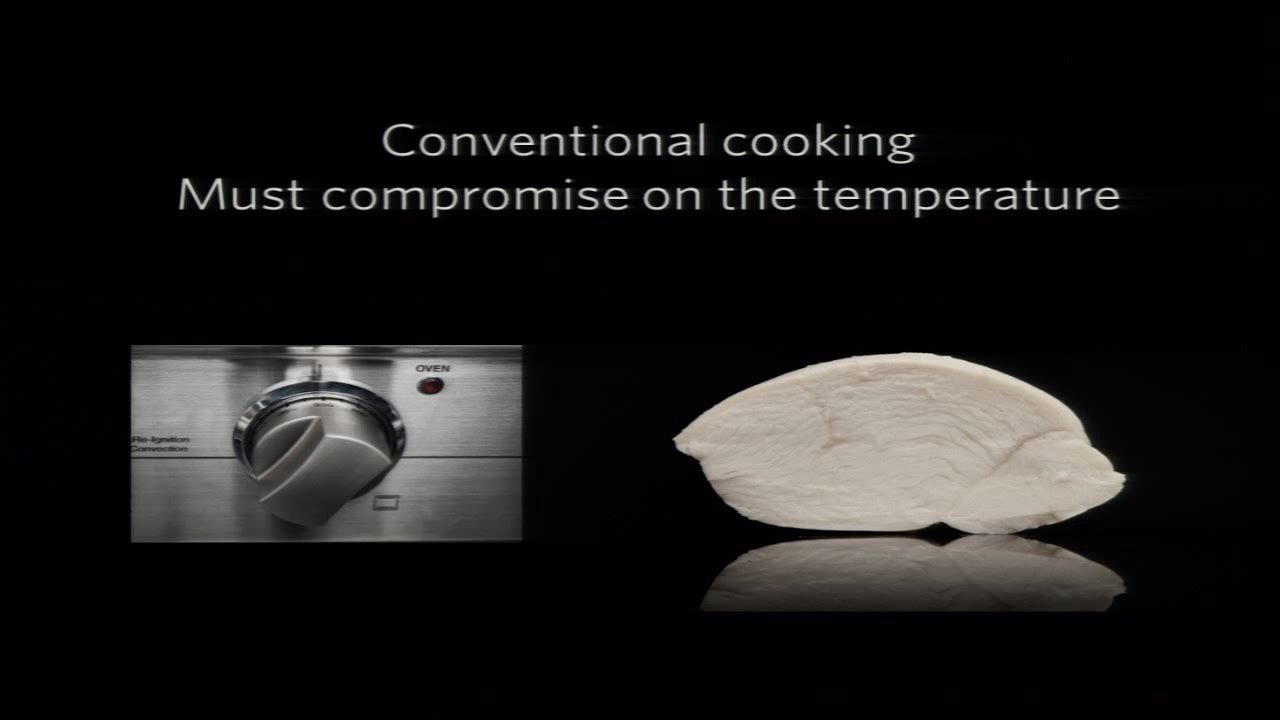 Conventional cooking
Must compromise on the temperature
OVEN
Re-Ignition
Convection